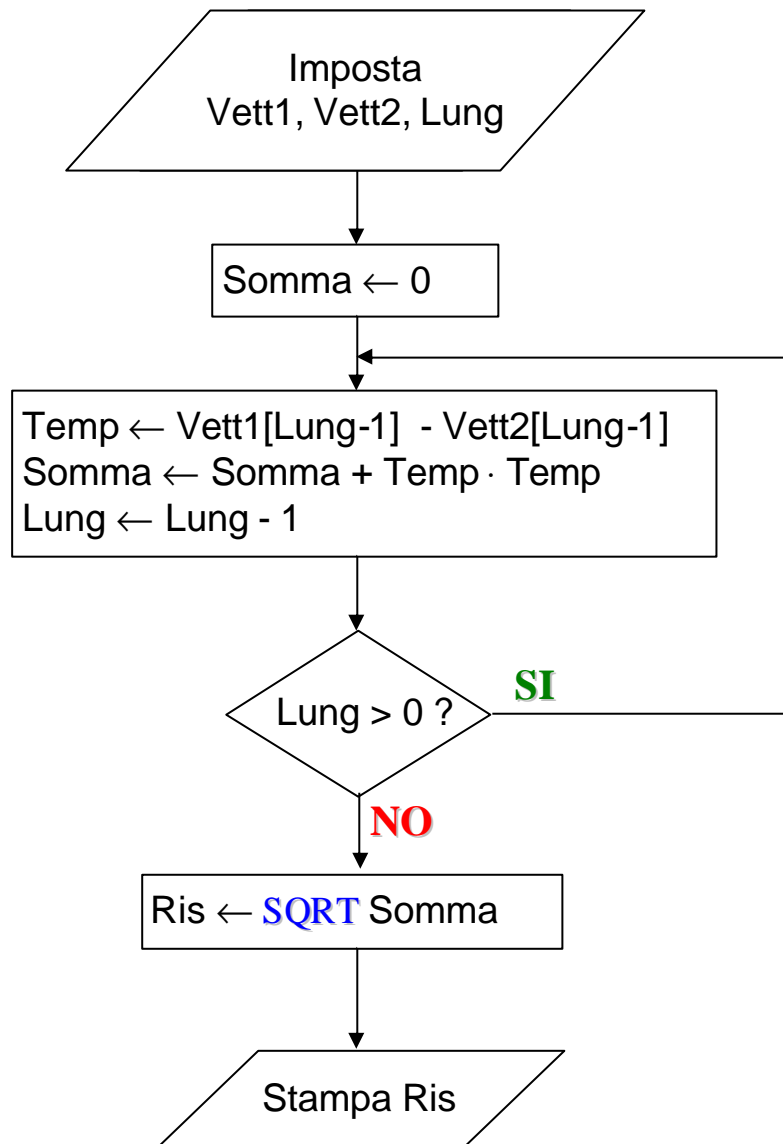 Imposta
Vett1, Vett2, Lung
Somma ← 0
Temp ← Vett1[Lung-1] - Vett2[Lung-1]
Somma ← Somma + Temp · Temp
Lung ← Lung - 1
Lung > 0 ?
SI
NO
Ris ← SQRT Somma
Stampa Ris